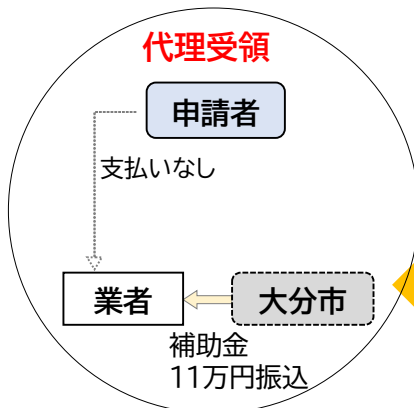 代理受領
申請者
支払いなし
業者
大分市
補助金
11万円振込